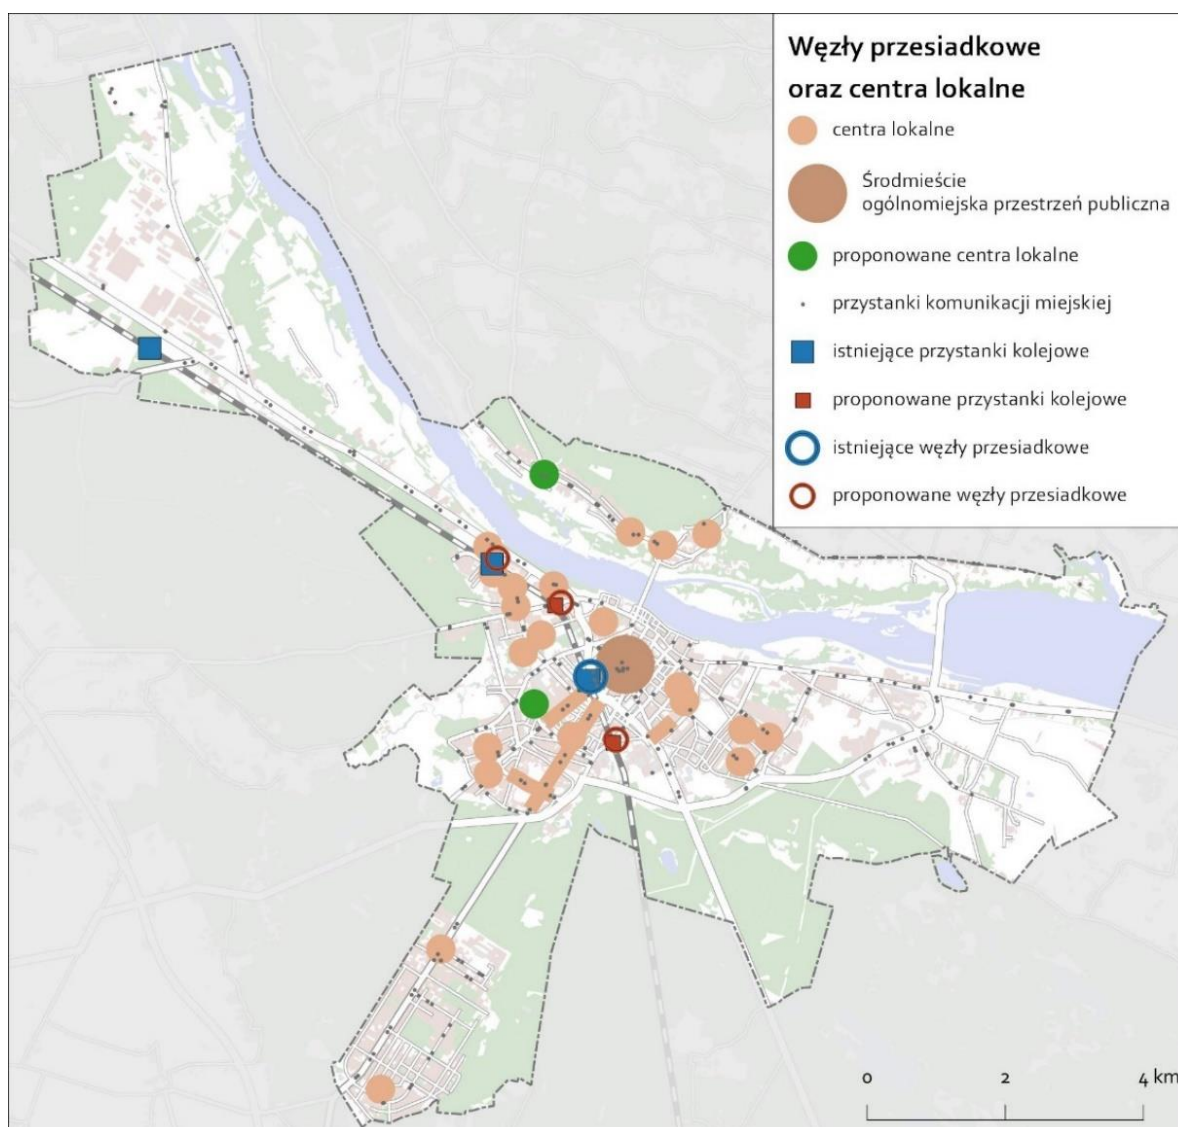 Węzły przesiadkowe
oraz centra lokalne
centra lokalne
Środmieście
ogólnomiejska przestrzeń publiczna
proponowane centra lokalne
przystanki komunikacji miejskiej
istniejące przystanki kolejowe
proponowane przystanki kolejowe
istniejące węzły przesiadkowe
proponowane węzły przesiadkowe
0 2 4 km